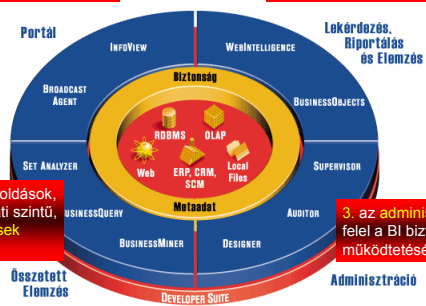 Portál
Lekérdezés,
Riportálás
és Elemzés
INFOVIEW
WEBINTELLIGENCE
BROADCAST
AGENT
Biztonság
BUSINESSOBJECTS
RDBMS
OLAP
SET ANALYZER
Web
ERP, CRM,
SCM
Local
Files
SUPERVISOR
oldások,
ti szintű,
sek
USINESSQUERY
Metaadat
AUDITOR
3. az adminis
felel a BI biz
működtetésé
BUSINESSMINER
DESIGNER
Összetett
Elemzés
DEVELOPER SUITE
Adminisztráció